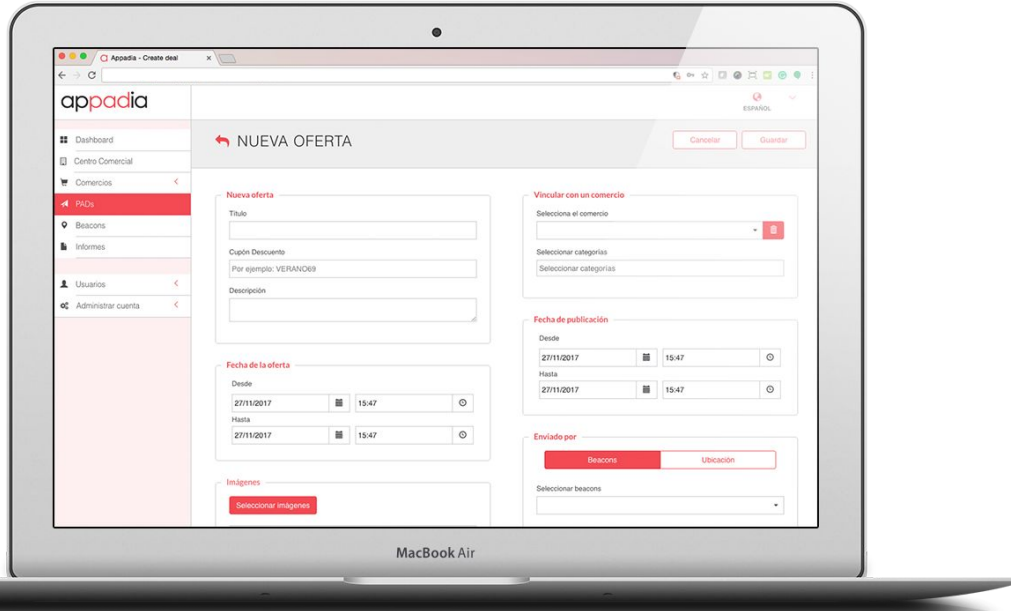 Appadia - Create deal
appadia
ESPAÑOL
Dashboard
Centro Comercial
Comercios
PADs
Beacons
Informes
Usuarios
Administrar cuenta
NUEVA OFERTA
Cancelar
Guardar
Nueva oferta
Título
Cupón Descuento
Por ejemplo: VERANO69
Descripción
Fecha de la oferta
Desde
27/11/2017 15:47
Hasta
27/11/2017 15:47
Imágenes
Seleccionar imágenes
Vincular con un comercio
Selecciona el comercio
Seleccionar categorías
Seleccionar categorías
Fecha de publicación
Desde
27/11/2017 15:47
Hasta
27/11/2017 15:47
Enviado por
Beacons
Ubicación
Seleccionar beacons
MacBook Air